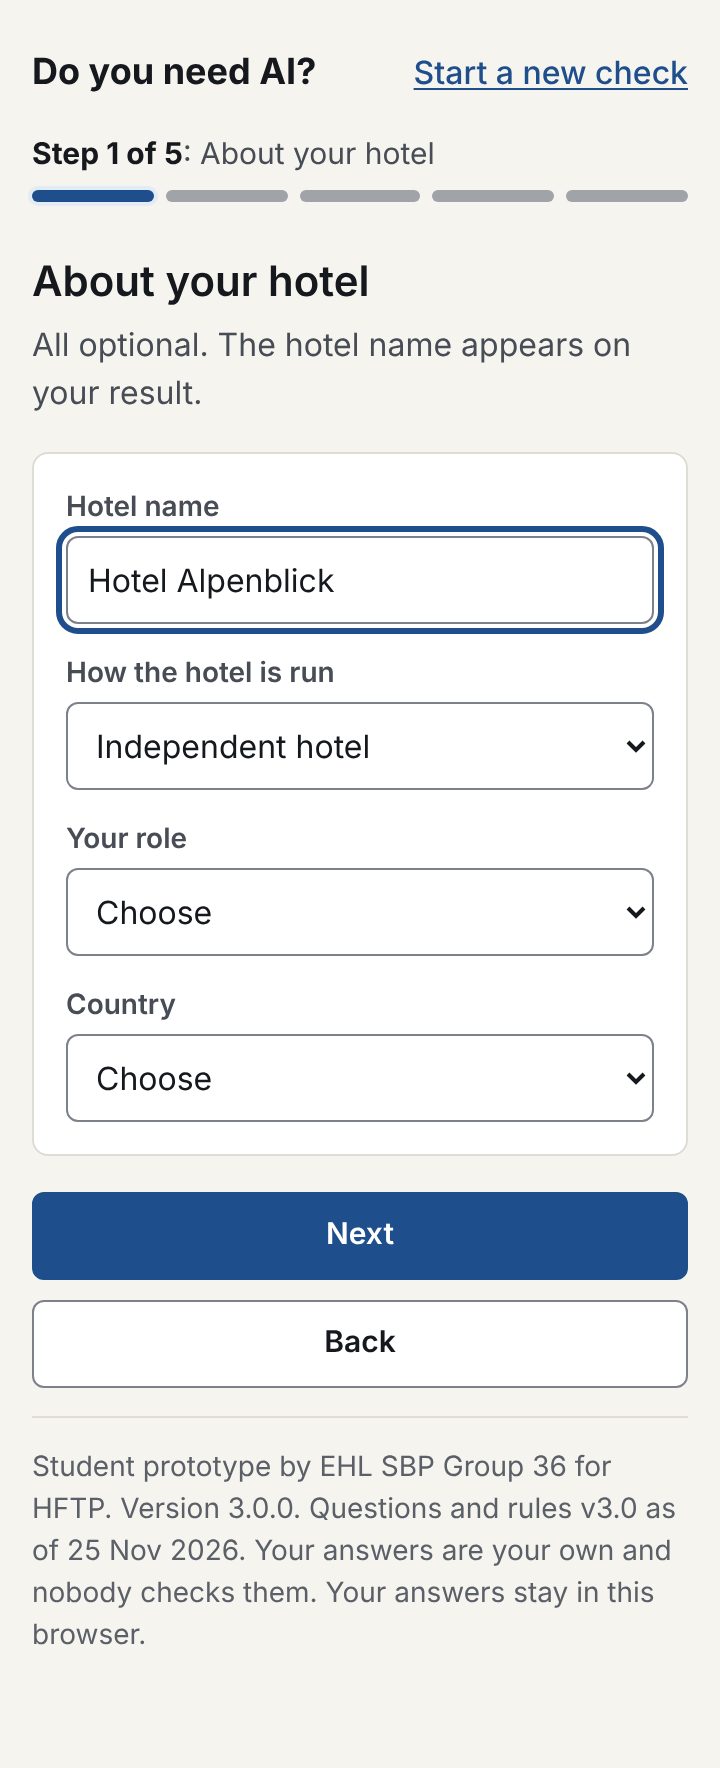 Do you need AI?
Start a new check
Step 1 of 5: About your hotel
About your hotel
All optional. The hotel name appears on
your result.
Hotel name
Hotel Alpenblick
How the hotel is run
Independent hotel
Your role
Choose
Country
Choose
Next
Back
Student prototype by EHL SBP Group 36 for
HFTP. Version 3.0.0. Questions and rules v3.0 as
of 25 Nov 2026. Your answers are your own and
nobody checks them. Your answers stay in this
browser.